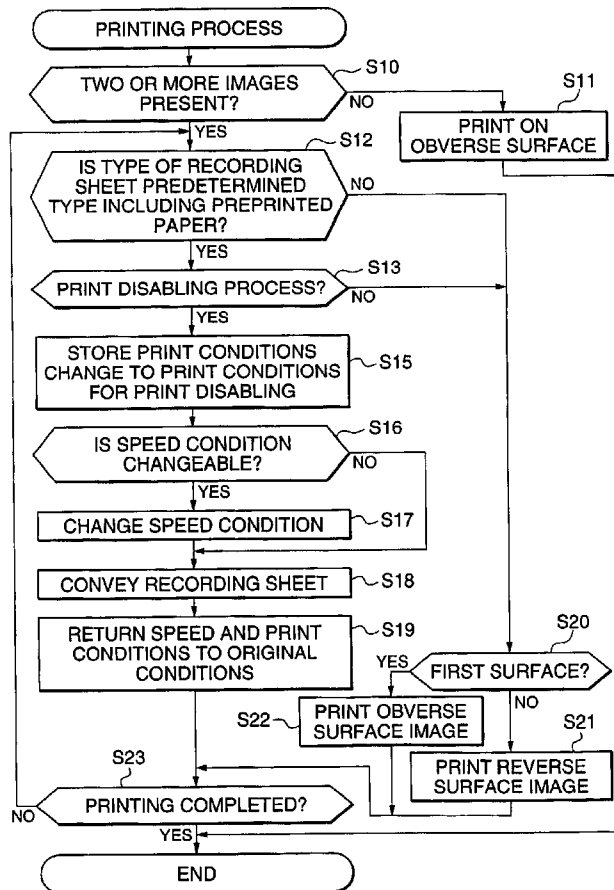 PRINTING PROCESS
S10
TWO OR MORE IMAGES
PRESENT?
NO
YES
S11
PRINT ON
OBVERSE SURFACE
S12
IS TYPE OF RECORDING
SHEET PREDETERMINED
TYPE INCLUDING PREPRINTED
PAPER?
NO
YES
S13
PRINT DISABLING PROCESS?
NO
YES
STORE PRINT CONDITIONS
CHANGE TO PRINT CONDITIONS
FOR PRINT DISABLING
S15
S16
IS SPEED CONDITION
CHANGEABLE?
NO
YES
CHANGE SPEED CONDITION
S17
CONVEY RECORDING SHEET
S18
RETURN SPEED AND PRINT
CONDITIONS TO ORIGINAL
CONDITIONS
S19
S20
YES
FIRST SURFACE?
NO
S22
PRINT OBVERSE
SURFACE IMAGE
S21
PRINT REVERSE
SURFACE IMAGE
S23
PRINTING COMPLETED?
NO
YES
END